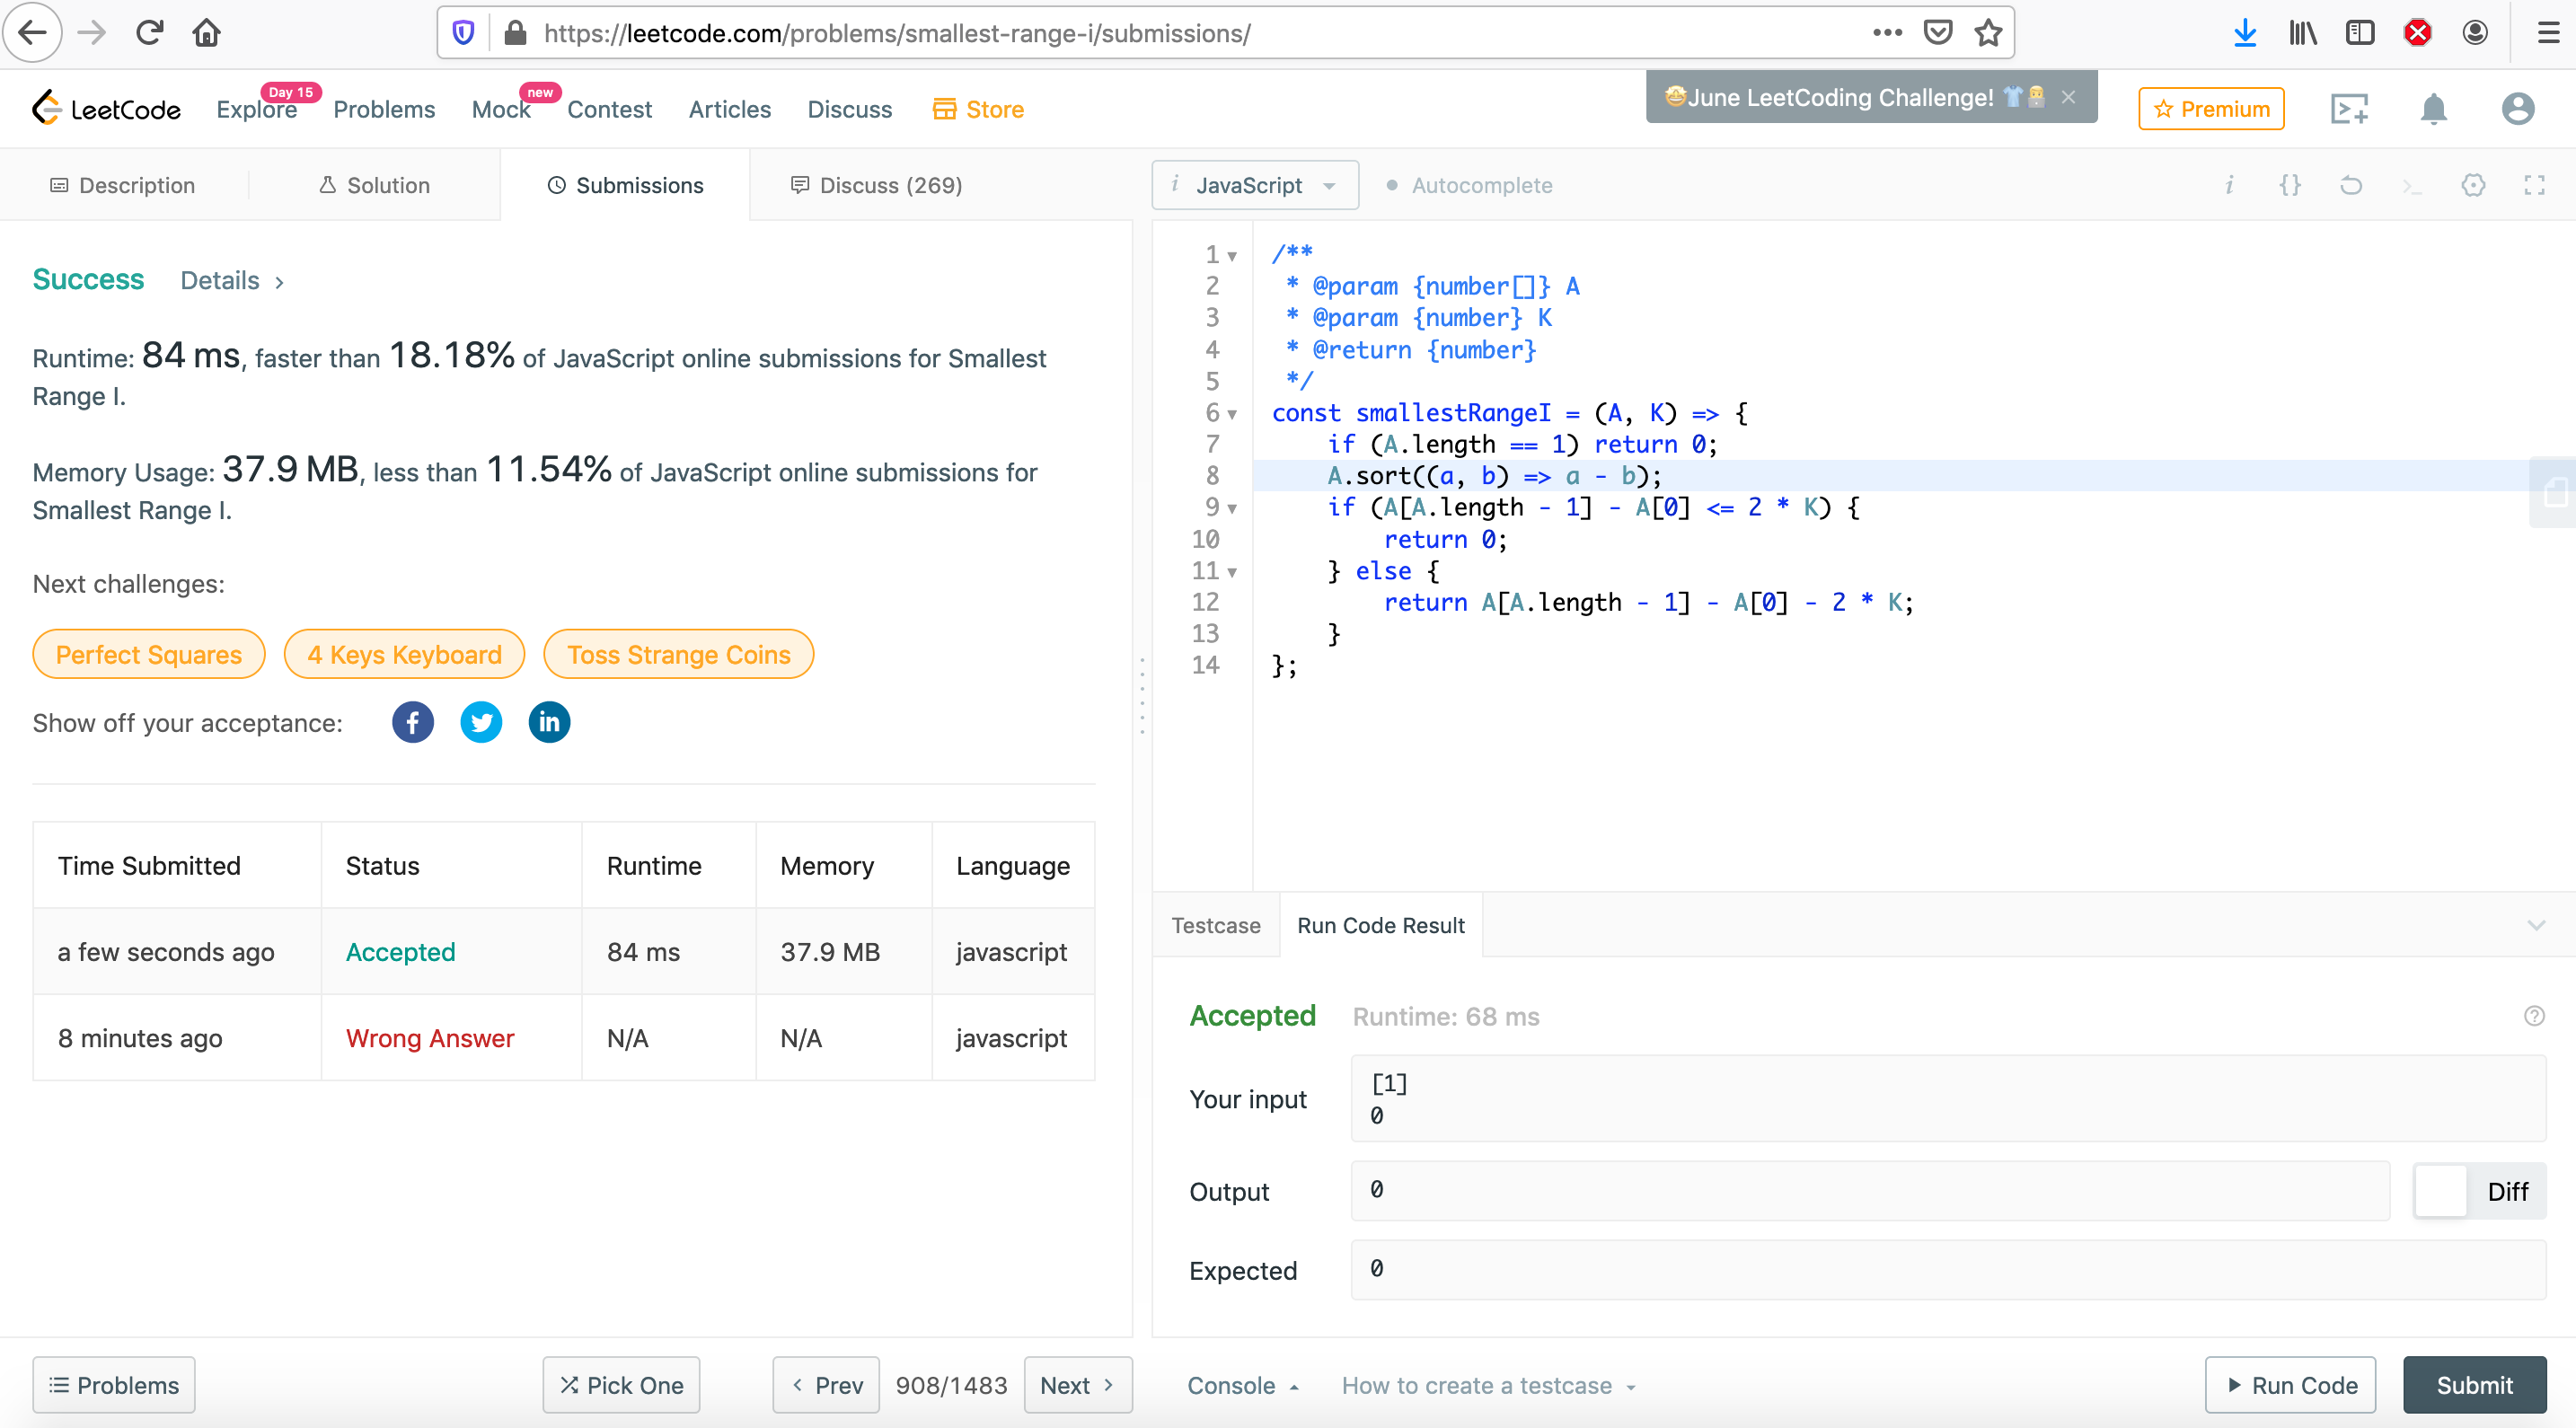 https://leetcode.com/problems/smallest-range-i/submissions/
LeetCode
Explore
Day 15
Problems
Mock
new
Contest
Articles
Discuss
Store
🤩June LeetCoding Challenge! 👕
Premium
Description
Solution
Submissions
Discuss (269)
Success
Details >
Runtime: 84 ms, faster than 18.18% of JavaScript online submissions for Smallest
Range I.
Memory Usage: 37.9 MB, less than 11.54% of JavaScript online submissions for
Smallest Range I.
Next challenges:
Perfect Squares
4 Keys Keyboard
Toss Strange Coins
Show off your acceptance:
Time Submitted Status Runtime Memory Language
a few seconds ago Accepted 84 ms 37.9 MB javascript
8 minutes ago Wrong Answer N/A N/A javascript
Problems
Pick One
Prev
908/1483
Next
i JavaScript
Autocomplete
i {} >_
1 /**
2  * @param {number[]} A
3  * @param {number} K
4  * @return {number}
5  */
6 const smallestRangeI = (A, K) => {
7     if (A.length == 1) return 0;
8     A.sort((a, b) => a - b);
9     if (A[A.length - 1] - A[0] <= 2 * K) {
10         return 0;
11     } else {
12         return A[A.length - 1] - A[0] - 2 * K;
13     }
14 };
Testcase
Run Code Result
Accepted
Runtime: 68 ms
Your input
[1]
0
Output
0
Diff
Expected
0
Console
How to create a testcase
Run Code
Submit